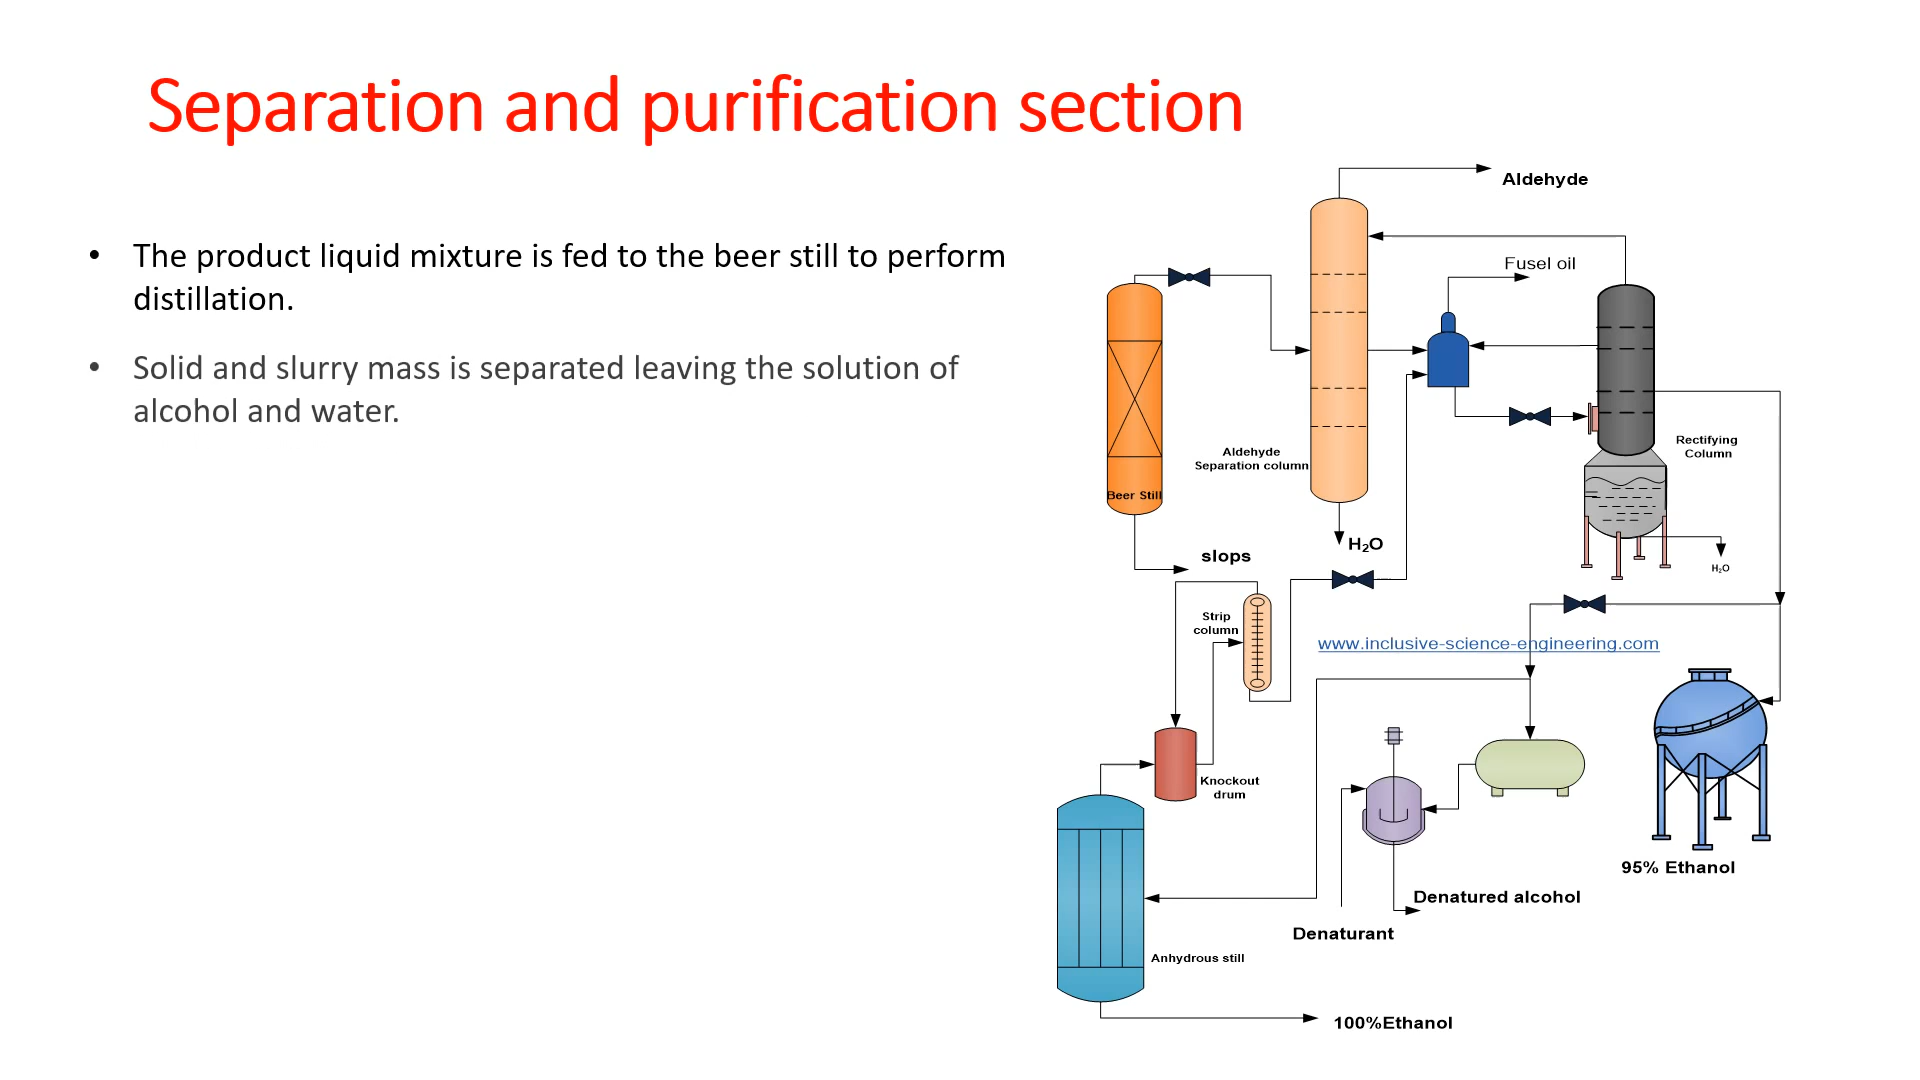 Separation and purification section
• The product liquid mixture is fed to the beer still to perform
distillation.
• Solid and slurry mass is separated leaving the solution of
alcohol and water.
Aldehyde
Fusel oil
Rectifying
Column
Aldehyde
Separation column
Beer Still
H₂O
slops
H₂O
Strip
column
www.inclusive-science-engineering.com
Knockout
drum
95% Ethanol
Denatured alcohol
Denaturant
Anhydrous still
100%Ethanol